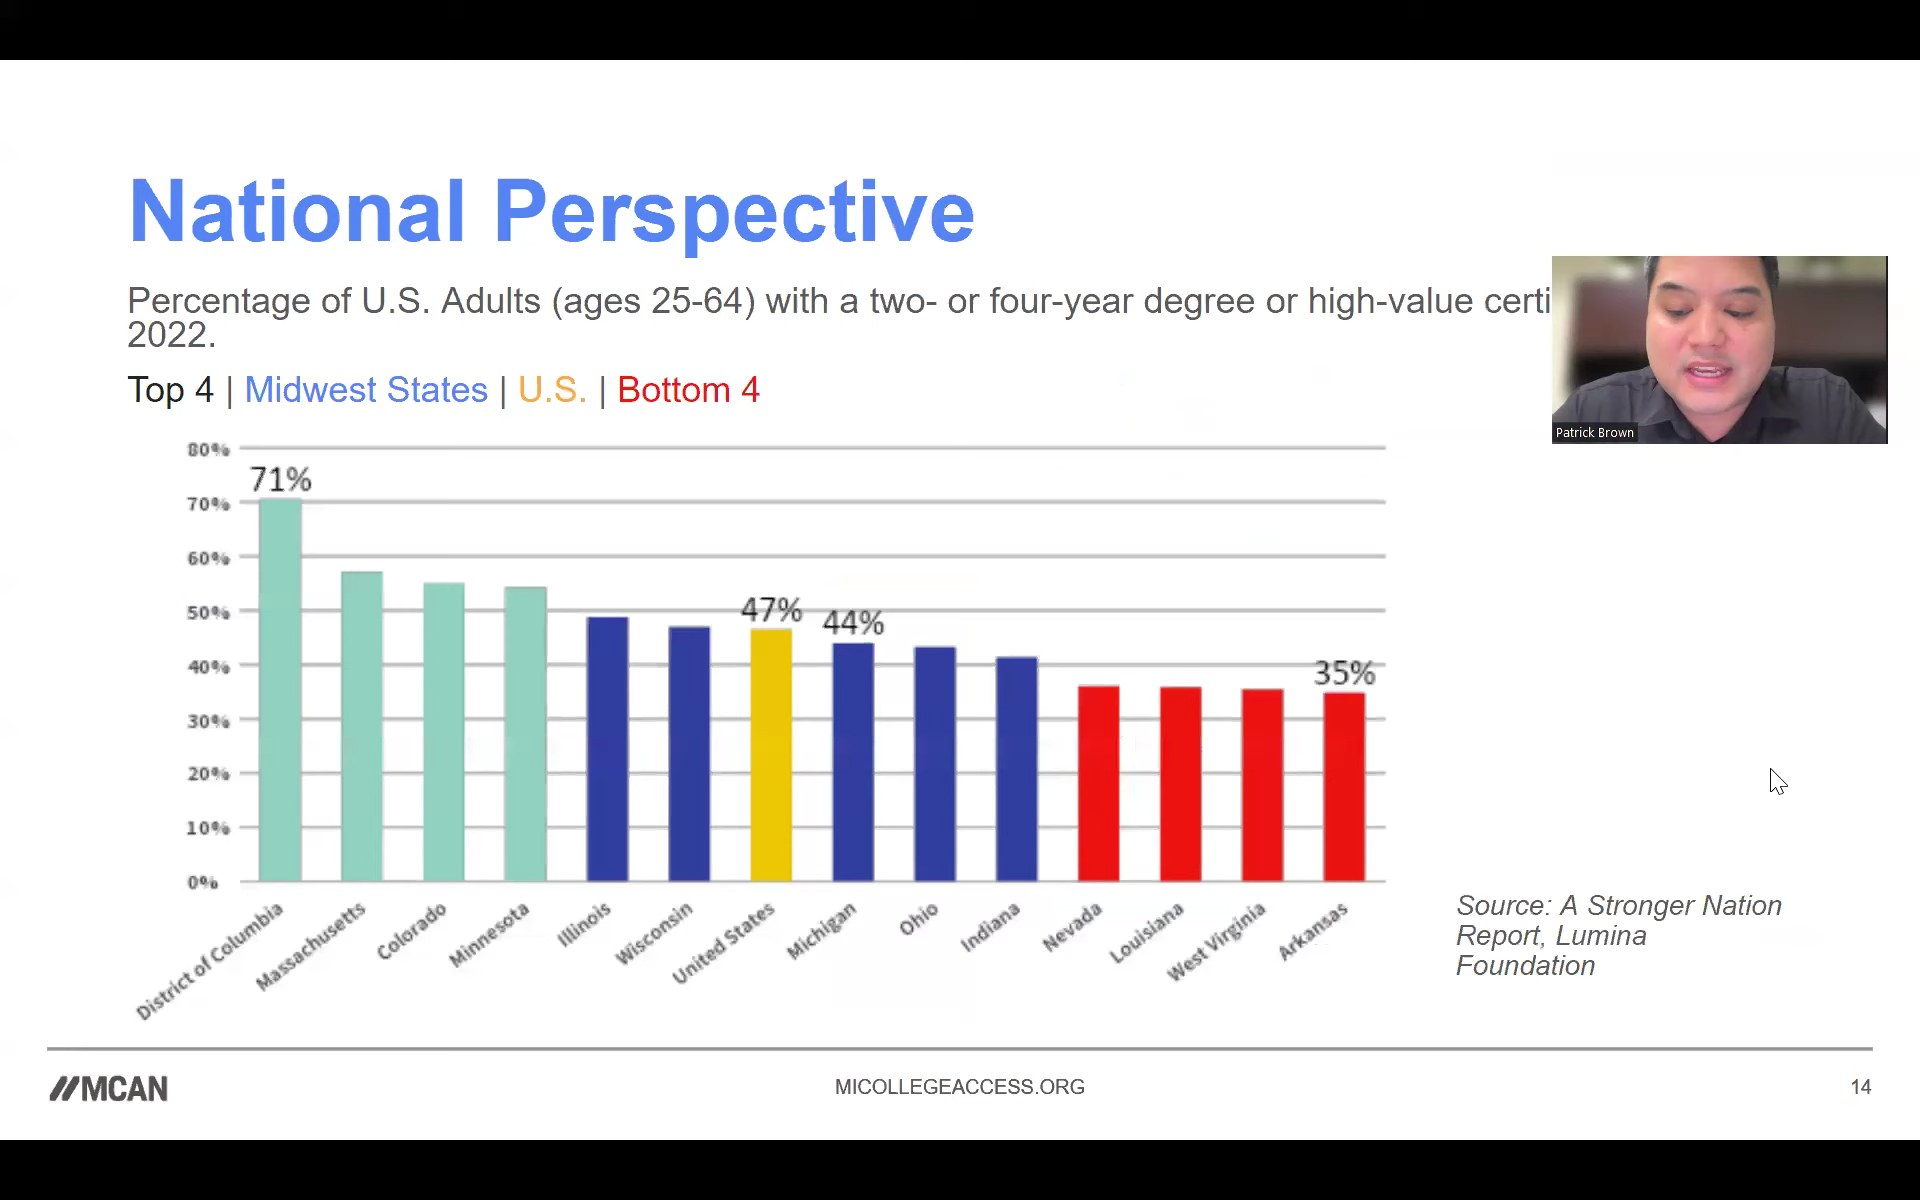 National Perspective
Percentage of U.S. Adults (ages 25-64) with a two- or four-year degree or high-value certi
2022.
Top 4 | Midwest States | U.S. | Bottom 4
Patrick Brown
80%
70%
60%
50%
40%
30%
20%
10%
0%
71%
47%
44%
35%
District of Columbia
Massachusetts
Colorado
Minnesota
Illinois
Wisconsin
United States
Michigan
Ohio
Indiana
Nevada
Louisiana
West Virginia
Arkansas
Source: A Stronger Nation
Report, Lumina
Foundation
MCAN
MICOLLEGEACCESS.ORG
14